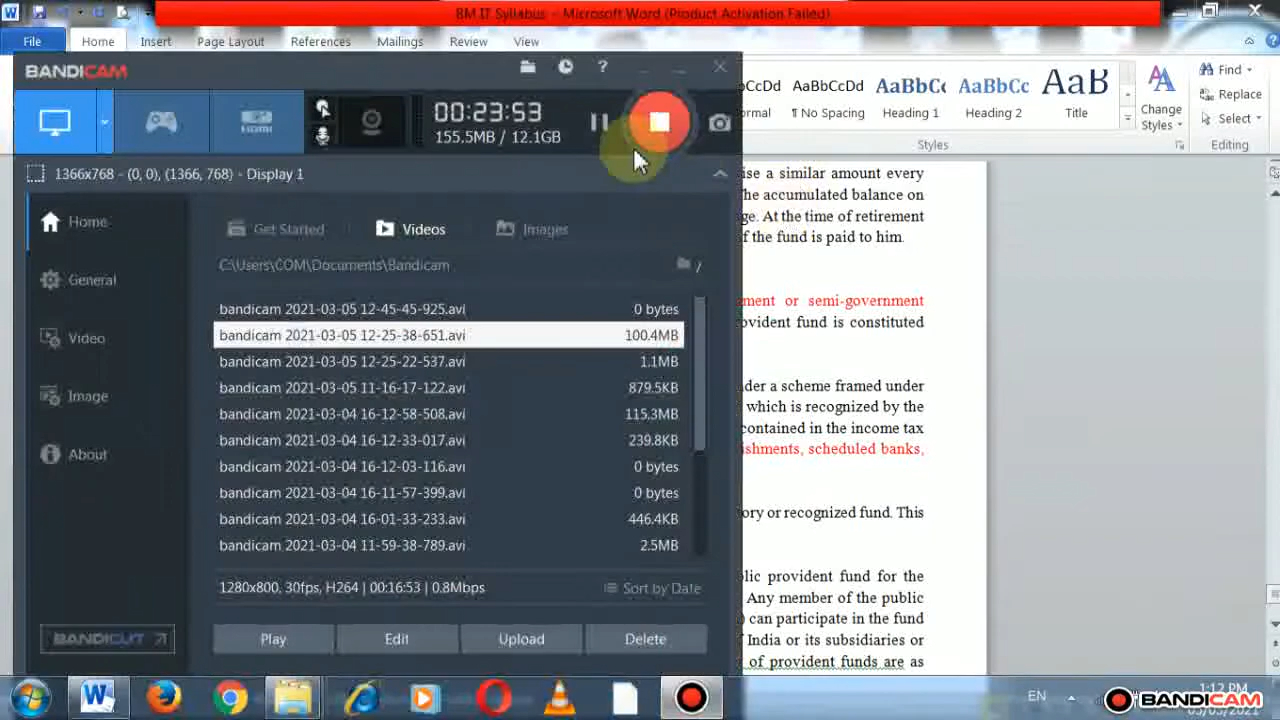 BM IT Syllabus - Microsoft Word (Product Activation Failed)
File Home Insert Page Layout References Mailings Review View
BANDICAM
?
00:23:53
155.5MB / 12.1GB
HDMI
1366x768 - (0, 0), (1366, 768) - Display 1
Home
General
Video
Image
About
BANDICUT
Get Started Videos Images
C:\Users\COM\Documents\Bandicam /
bandicam 2021-03-05 12-45-45-925.avi 0 bytes
bandicam 2021-03-05 12-25-38-651.avi 100.4MB
bandicam 2021-03-05 12-25-22-537.avi 1.1MB
bandicam 2021-03-05 11-16-17-122.avi 879.5KB
bandicam 2021-03-04 16-12-58-508.avi 115.3MB
bandicam 2021-03-04 16-12-33-017.avi 239.8KB
bandicam 2021-03-04 16-12-03-116.avi 0 bytes
bandicam 2021-03-04 16-11-57-399.avi 0 bytes
bandicam 2021-03-04 16-01-33-233.avi 446.4KB
bandicam 2021-03-04 11-59-38-789.avi 2.5MB
1280x800, 30fps, H264 | 00:16:53 | 0.8Mbps Sort by Date
Play Edit Upload Delete
CcDd AaBbCcDd AaBbCc AaBbCc AaB
No Spacing Heading 1 Heading 2 Title
Change
Styles
Find
Replace
Select
Styles Editing
ise a similar amount every
he accumulated balance on
ge. At the time of retirement
f the fund is paid to him.
ment or semi-government
ovident fund is constituted
der a scheme framed under
which is recognized by the
contained in the income tax
ishments, scheduled banks,
ory or recognized fund. This
lic provident fund for the
Any member of the public
) can participate in the fund
f India or its subsidiaries or
of provident funds are as
EN
1:12 PM
BANDICAM